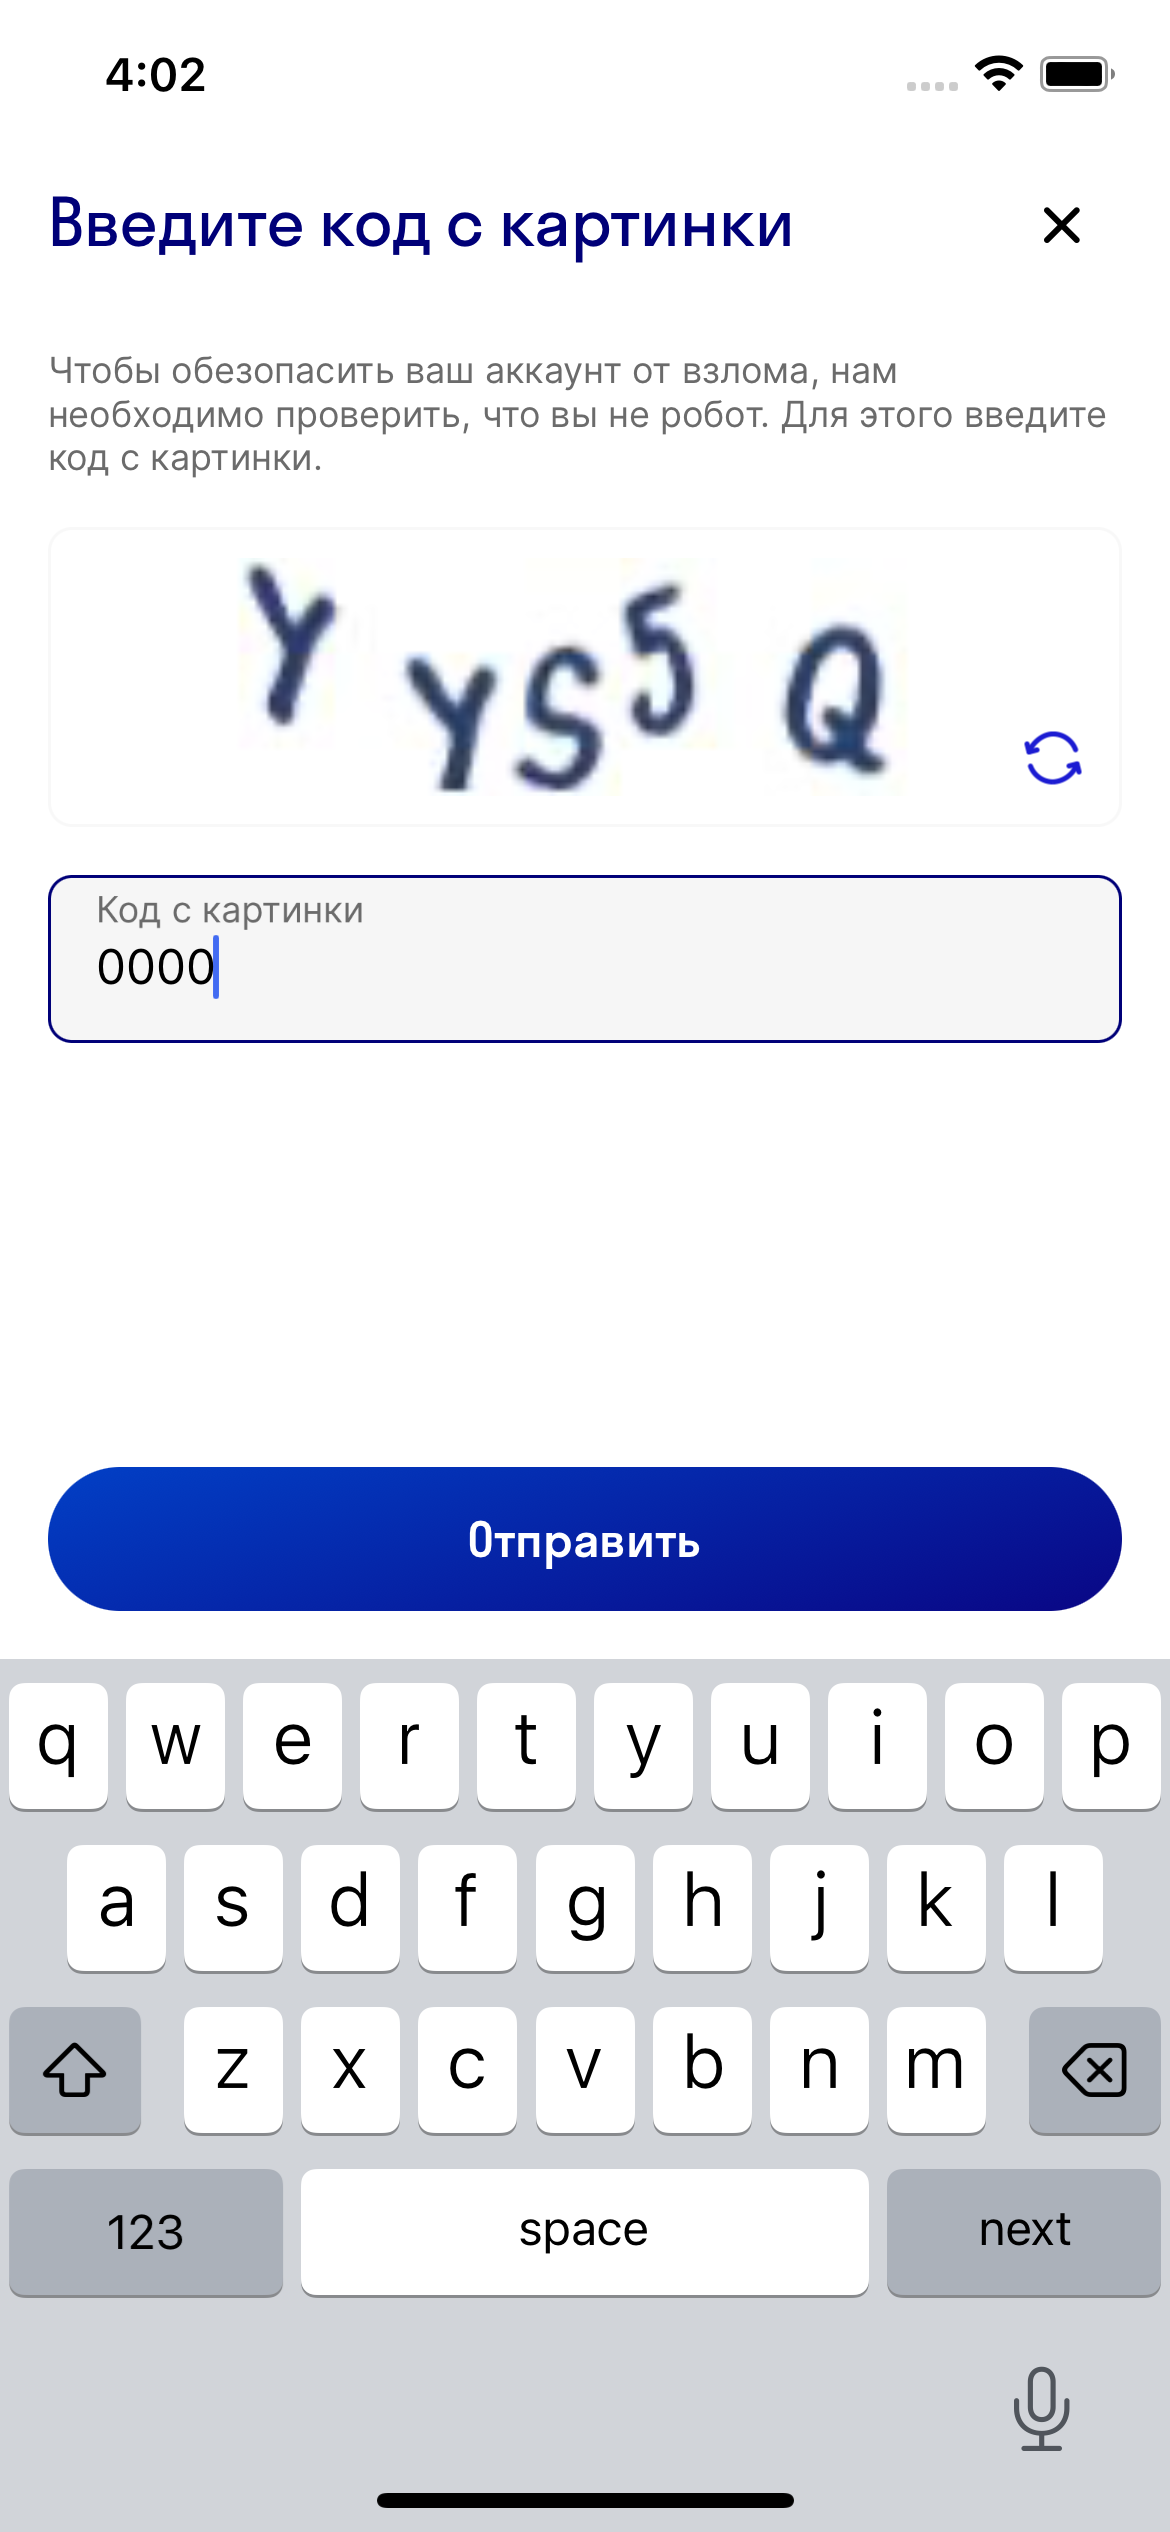 4:02
Введите код с картинки
Чтобы обезопасить ваш аккаунт от взлома, нам
необходимо проверить, что вы не робот. Для этого введите
код с картинки.
Y Y S 5 Q
Код с картинки
0000
Отправить
q w e r t y u i o p
a s d f g h j k l
z x c v b n m
123 space next